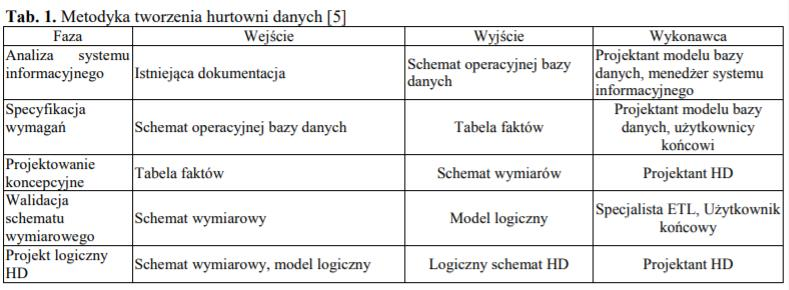 Tab. 1. Metodyka tworzenia hurtowni danych [5]
Faza Wejście Wyjście Wykonawca
Analiza systemu
informacyjnego
Istniejąca dokumentacja
Schemat operacyjnej bazy
danych
Projektant modelu bazy
danych, menedżer systemu
informacyjnego
Specyfikacja
wymagań
Schemat operacyjnej bazy danych
Tabela faktów
Projektant modelu bazy
danych, użytkownicy
końcowi
Projektowanie
koncepcyjne
Tabela faktów
Schemat wymiarów
Projektant HD
Walidacja
schematu
wymiarowego
Schemat wymiarowy
Model logiczny
Specjalista ETL, Użytkownik
końcowy
Projekt logiczny
HD
Schemat wymiarowy, model logiczny
Logiczny schemat HD
Projektant HD